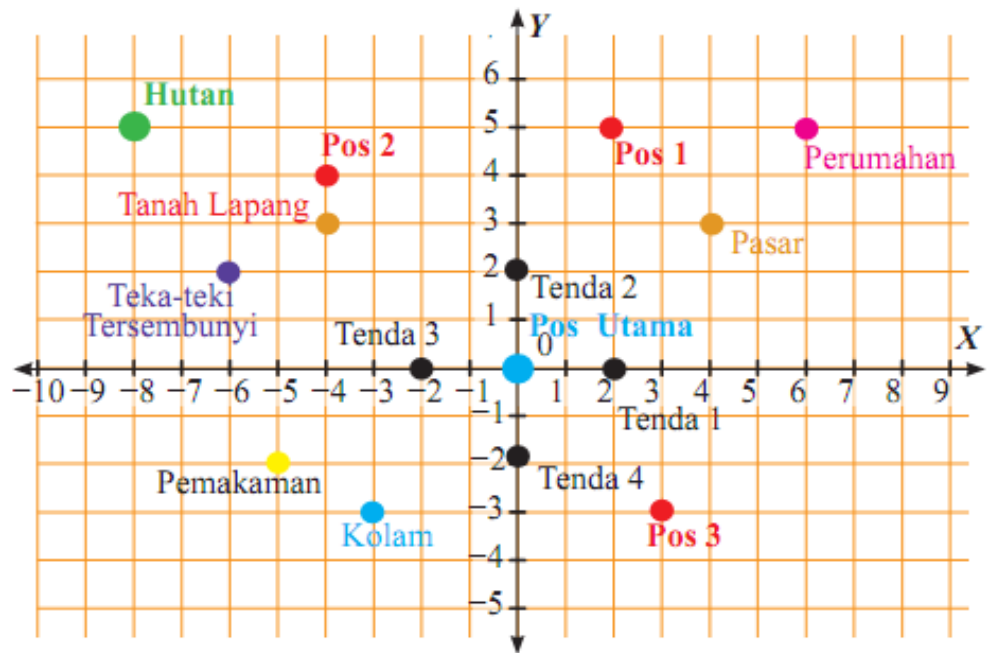 Y
6
Hutan
5
Pos 2
Pos 1
Perumahan
4
Tanah Lapang
3
Pasar
2
Teka-teki
Tersembunyi
Tenda 2
1
Tenda 3
Pos Utama
0
X
−10 −9 −8 −7 −6 −5 −4 −3 −2 −1 1 2 3 4 5 6 7 8 9
−1
Tenda 1
−2
Pemakaman
Tenda 4
−3
Kolam
Pos 3
−4
−5